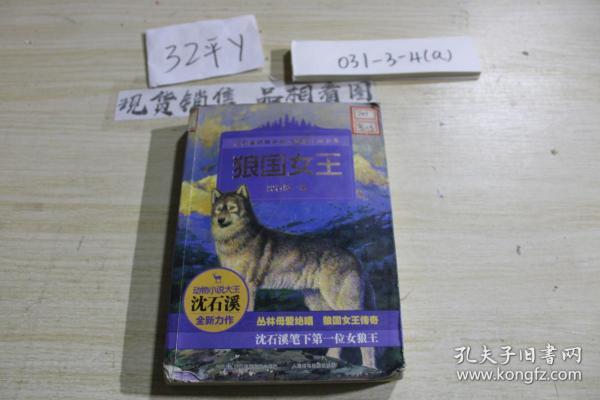 32平Y
031-3-4(a)
现货销售 品相看图
狼国女王
动物小说大王
沈石溪
全新力作
丛林母爱绝唱 狼国女王传奇
沈石溪笔下第一位女狼王
孔夫子旧书网
www.kongfz.com